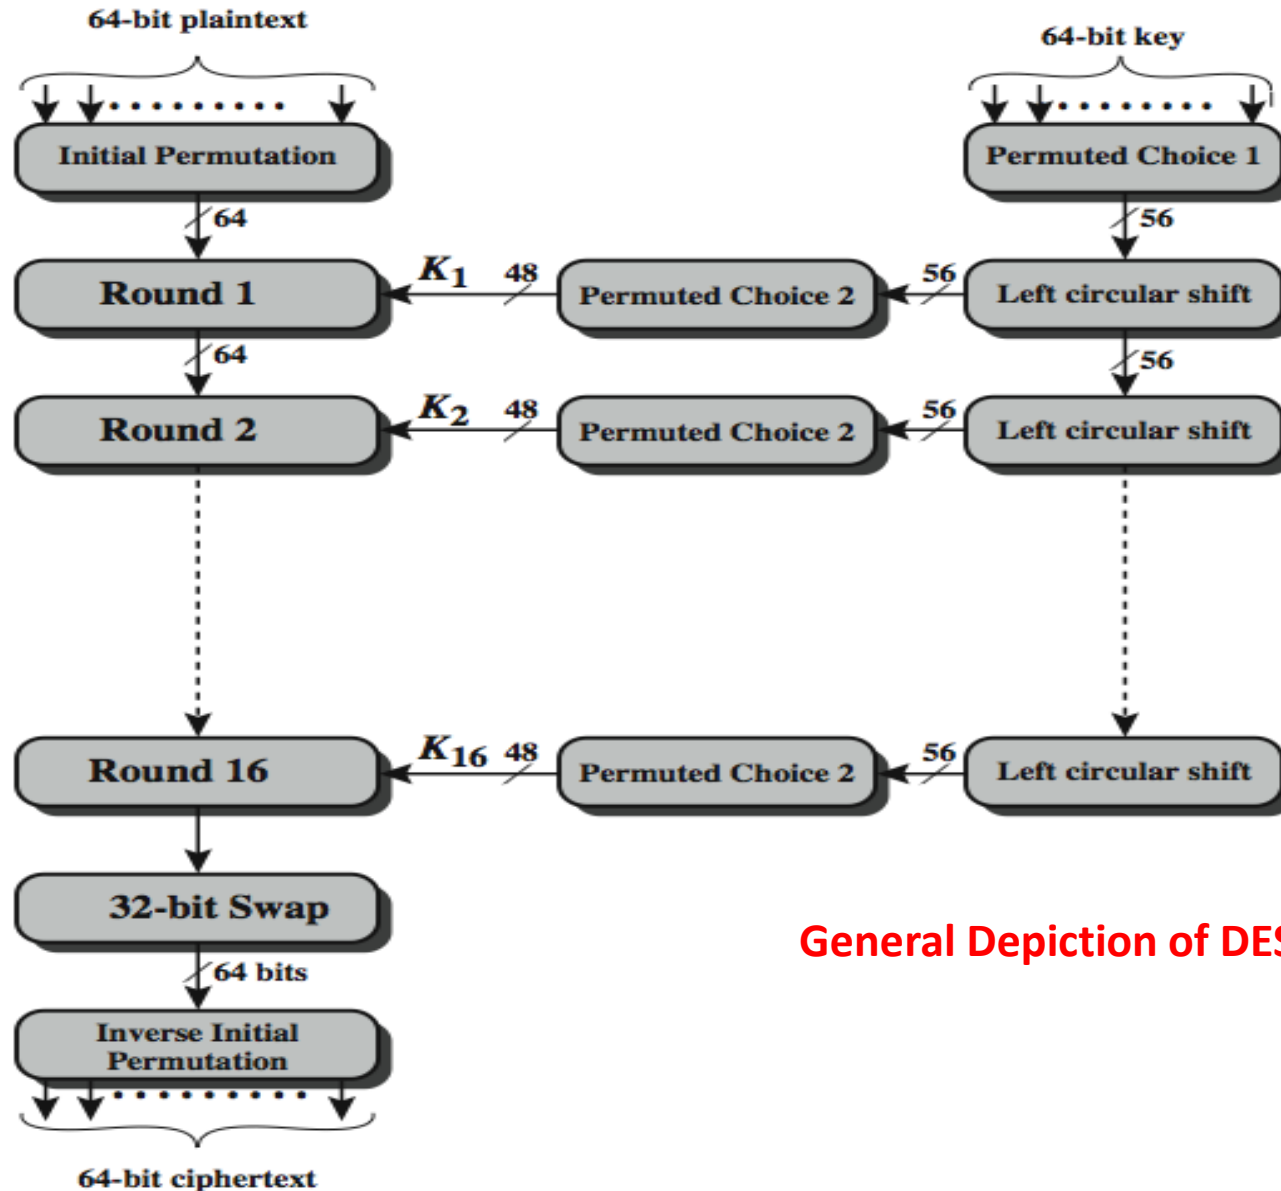 64-bit plaintext
64-bit key
Initial Permutation
Permuted Choice 1
64
56
Round 1
K1
48
Permuted Choice 2
56
Left circular shift
64
56
Round 2
K2
48
Permuted Choice 2
56
Left circular shift
Round 16
K16
48
Permuted Choice 2
56
Left circular shift
32-bit Swap
General Depiction of DES
64 bits
Inverse Initial
Permutation
64-bit ciphertext